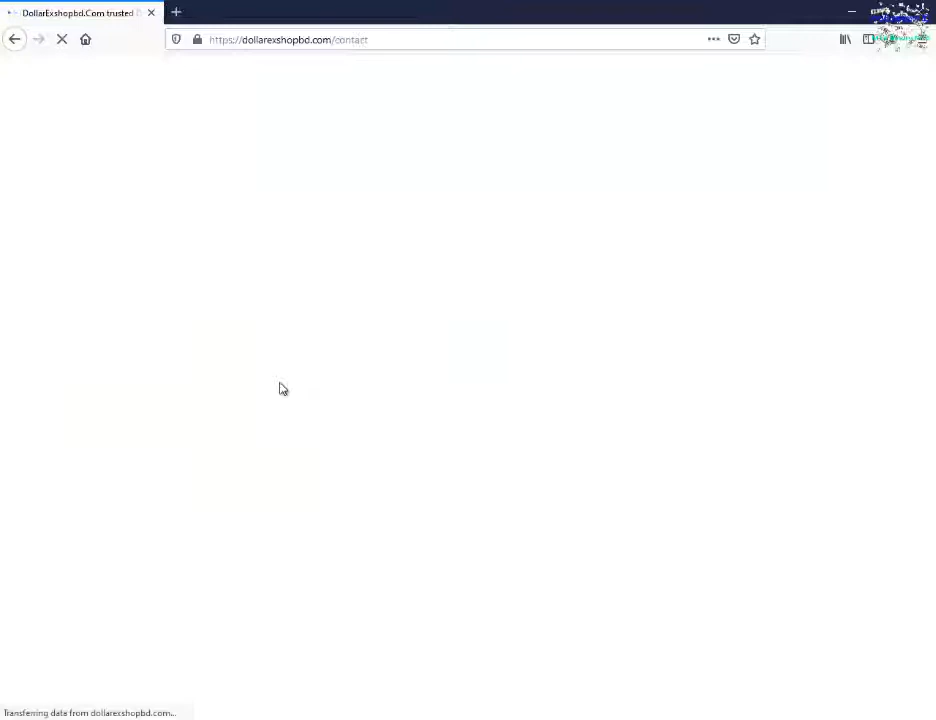 DollarExshopbd.Com trusted
https://dollarexshopbd.com/contact
Transferring data from dollarexshopbd.com...